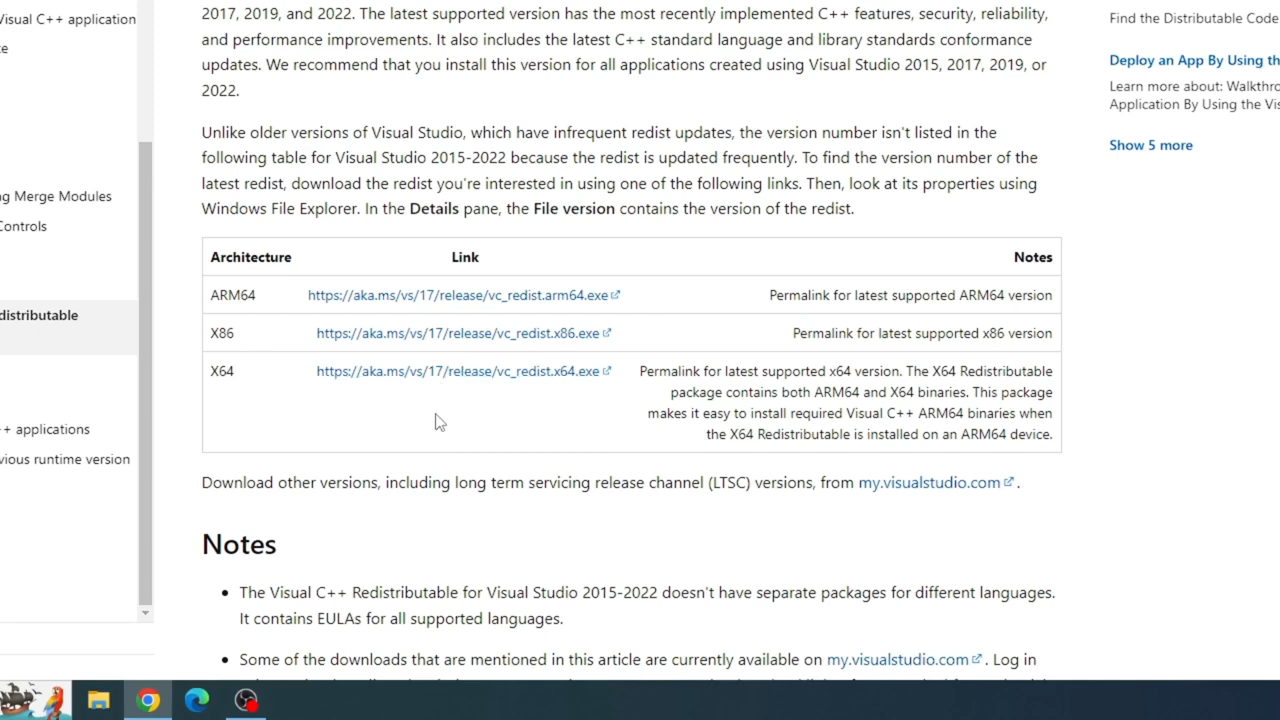 isual C++ application
e
ng Merge Modules
Controls
distributable
+ applications
vious runtime version
2017, 2019, and 2022. The latest supported version has the most recently implemented C++ features, security, reliability,
and performance improvements. It also includes the latest C++ standard language and library standards conformance
updates. We recommend that you install this version for all applications created using Visual Studio 2015, 2017, 2019, or
2022.
Unlike older versions of Visual Studio, which have infrequent redist updates, the version number isn't listed in the
following table for Visual Studio 2015-2022 because the redist is updated frequently. To find the version number of the
latest redist, download the redist you're interested in using one of the following links. Then, look at its properties using
Windows File Explorer. In the Details pane, the File version contains the version of the redist.
Architecture Link Notes
ARM64 https://aka.ms/vs/17/release/vc_redist.arm64.exe Permalink for latest supported ARM64 version
X86 https://aka.ms/vs/17/release/vc_redist.x86.exe Permalink for latest supported x86 version
X64 https://aka.ms/vs/17/release/vc_redist.x64.exe Permalink for latest supported x64 version. The X64 Redistributable
package contains both ARM64 and X64 binaries. This package
makes it easy to install required Visual C++ ARM64 binaries when
the X64 Redistributable is installed on an ARM64 device.
Download other versions, including long term servicing release channel (LTSC) versions, from my.visualstudio.com .
Notes
• The Visual C++ Redistributable for Visual Studio 2015-2022 doesn't have separate packages for different languages.
It contains EULAs for all supported languages.
• Some of the downloads that are mentioned in this article are currently available on my.visualstudio.com . Log in
Find the Distributable Code
Deploy an App By Using th
Learn more about: Walkthro
Application By Using the Vis
Show 5 more